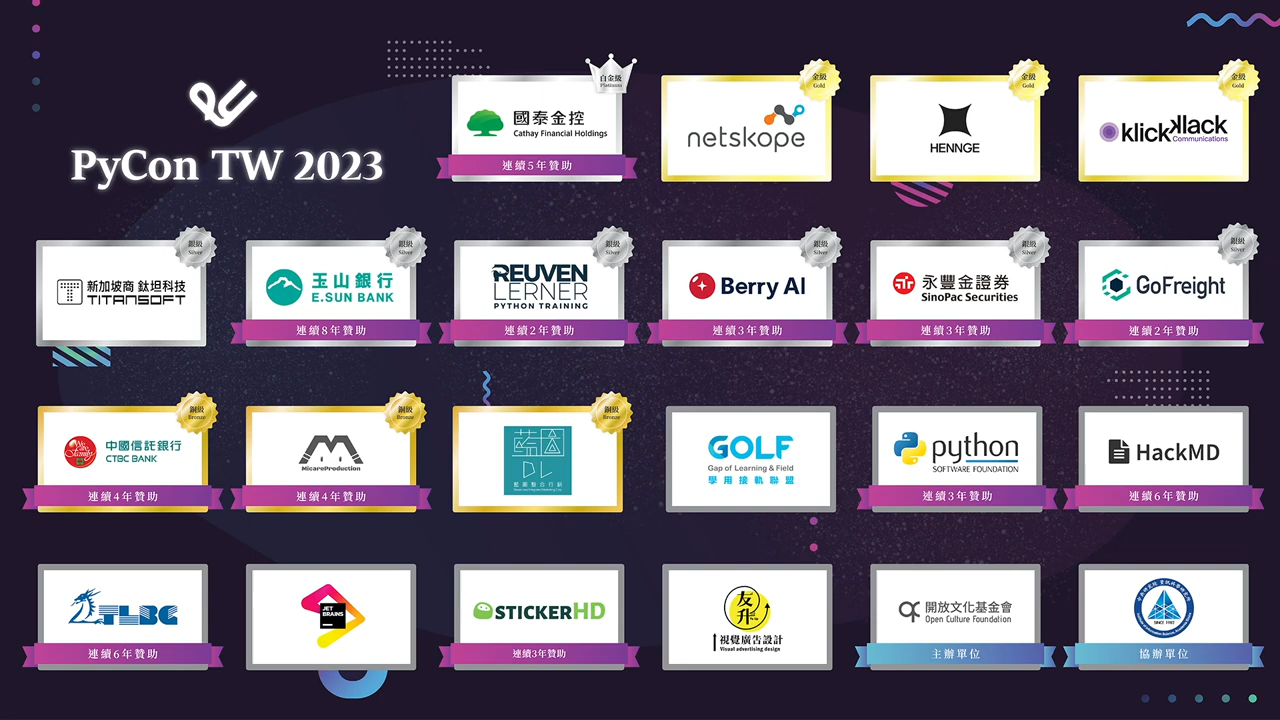 PyCon TW 2023
白金級
Platinum
國泰金控
Cathay Financial Holdings
連續5年贊助
金級
Gold
netskope
金級
Gold
HENNGE
金級
Gold
klickklack
Communications
銀級
Silver
新加坡商 鈦坦科技
TITANSOFT
銀級
Silver
玉山銀行
E.SUN BANK
連續8年贊助
銀級
Silver
REUVEN
LERNER
PYTHON TRAINING
連續2年贊助
銀級
Silver
Berry AI
連續3年贊助
銀級
Silver
永豐金證券
SinoPac Securities
連續3年贊助
銀級
Silver
GoFreight
連續2年贊助
銅級
Bronze
We are family
中國信託銀行
CTBC BANK
連續4年贊助
銅級
Bronze
MicareProduction
連續4年贊助
銅級
Bronze
藍圖
DL
藍圖整合行銷
GOLF
Gap of Learning & Field
學用接軌聯盟
python
SOFTWARE FOUNDATION
連續3年贊助
HackMD
連續6年贊助
TLBC
連續6年贊助
JET
BRAINS
STICKERHD
連續3年贊助
友
升
視覺廣告設計
Visual advertising design
開放文化基金會
Open Culture Foundation
主辦單位
SINCE 1982
協辦單位